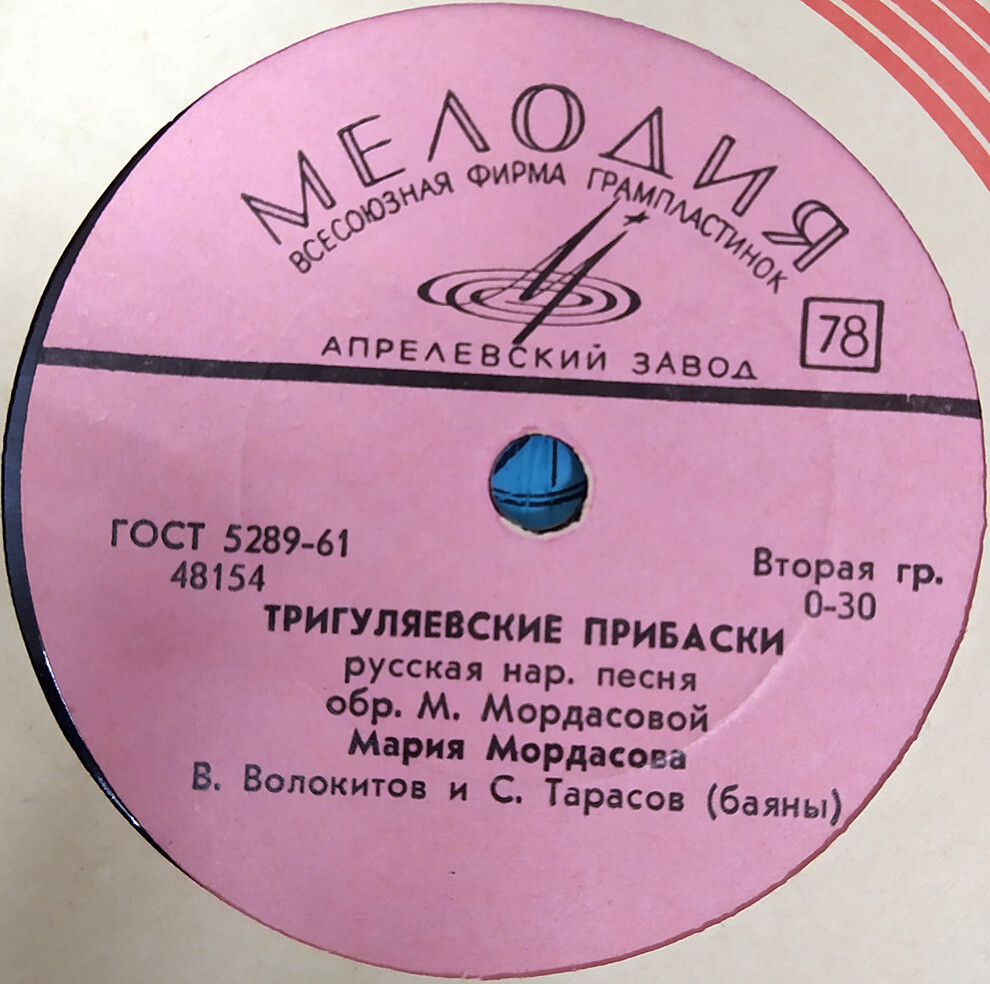 МЕЛОДИЯ
ВСЕСОЮЗНАЯ ФИРМА ГРАМПЛАСТИНОК
78
АПРЕЛЕВСКИЙ ЗАВОД
ГОСТ 5289-61
48154
Вторая гр.
0-30
ТРИГУЛЯЕВСКИЕ ПРИБАСКИ
русская нар. песня
обр. М. Мордасовой
Мария Мордасова
В. Волокитов и С. Тарасов (баяны)